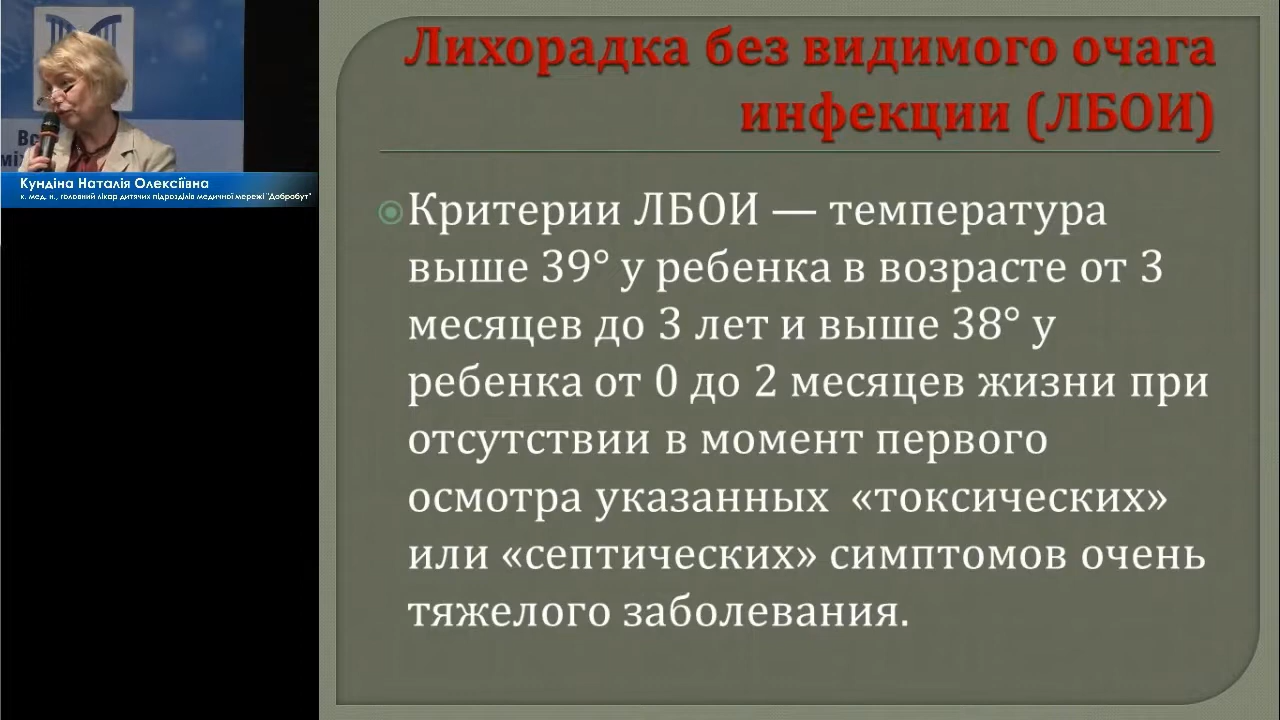 Вс
мі
Кундіна Наталія Олексіївна
к. мед. н., головний лікар дитячих підрозділів медичної мережі "Добробут"
Лихорадка без видимого очага
инфекции (ЛБОИ)
Критерии ЛБОИ — температура
выше 39° у ребенка в возрасте от 3
месяцев до 3 лет и выше 38° у
ребенка от 0 до 2 месяцев жизни при
отсутствии в момент первого
осмотра указанных «токсических»
или «септических» симптомов очень
тяжелого заболевания.